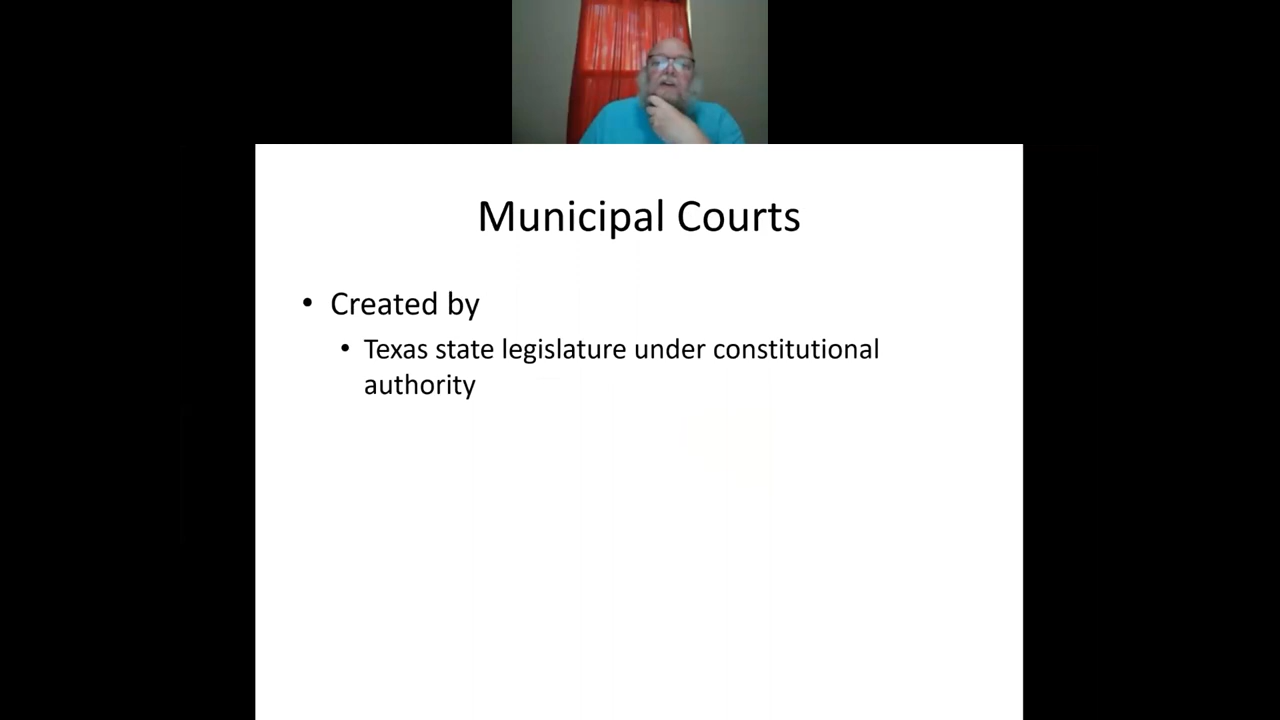 Municipal Courts
• Created by
• Texas state legislature under constitutional
authority